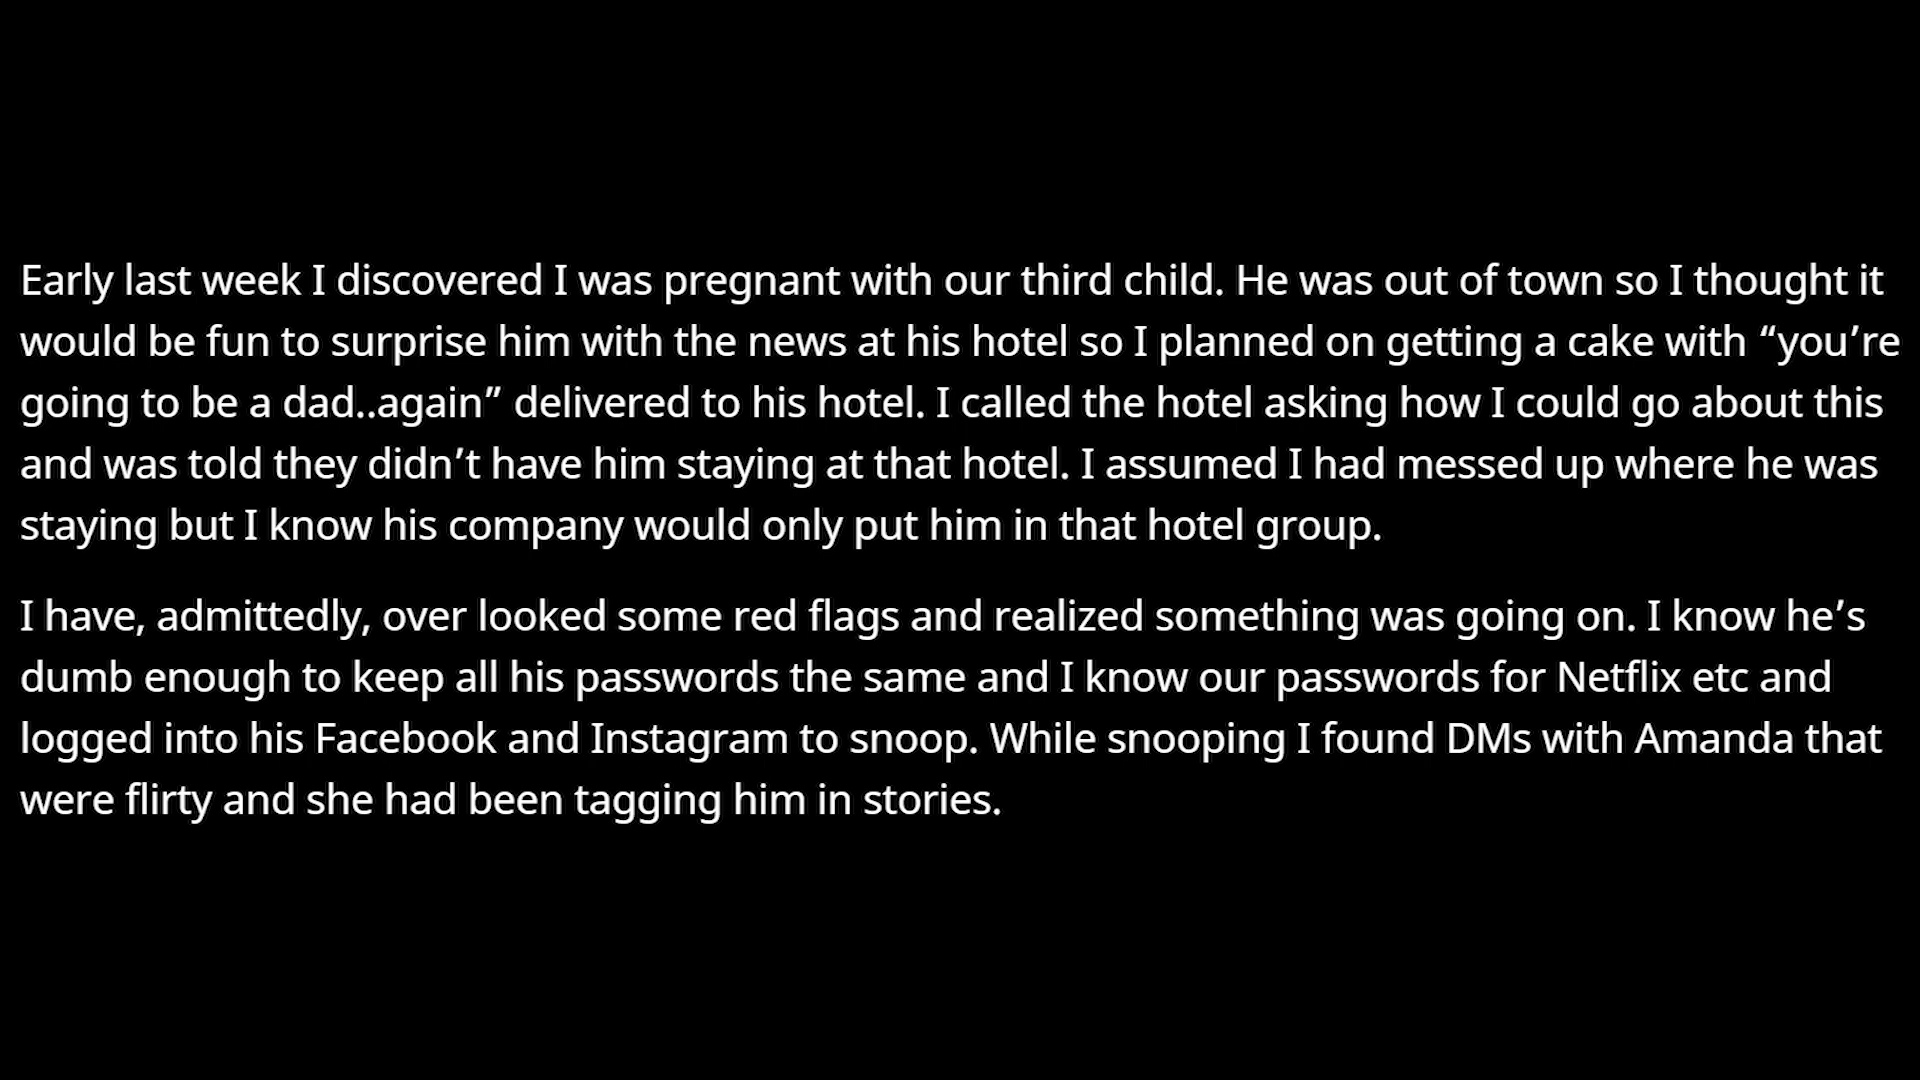 Early last week I discovered I was pregnant with our third child. He was out of town so I thought it
would be fun to surprise him with the news at his hotel so I planned on getting a cake with “you’re
going to be a dad..again” delivered to his hotel. I called the hotel asking how I could go about this
and was told they didn’t have him staying at that hotel. I assumed I had messed up where he was
staying but I know his company would only put him in that hotel group.
I have, admittedly, over looked some red flags and realized something was going on. I know he’s
dumb enough to keep all his passwords the same and I know our passwords for Netflix etc and
logged into his Facebook and Instagram to snoop. While snooping I found DMs with Amanda that
were flirty and she had been tagging him in stories.